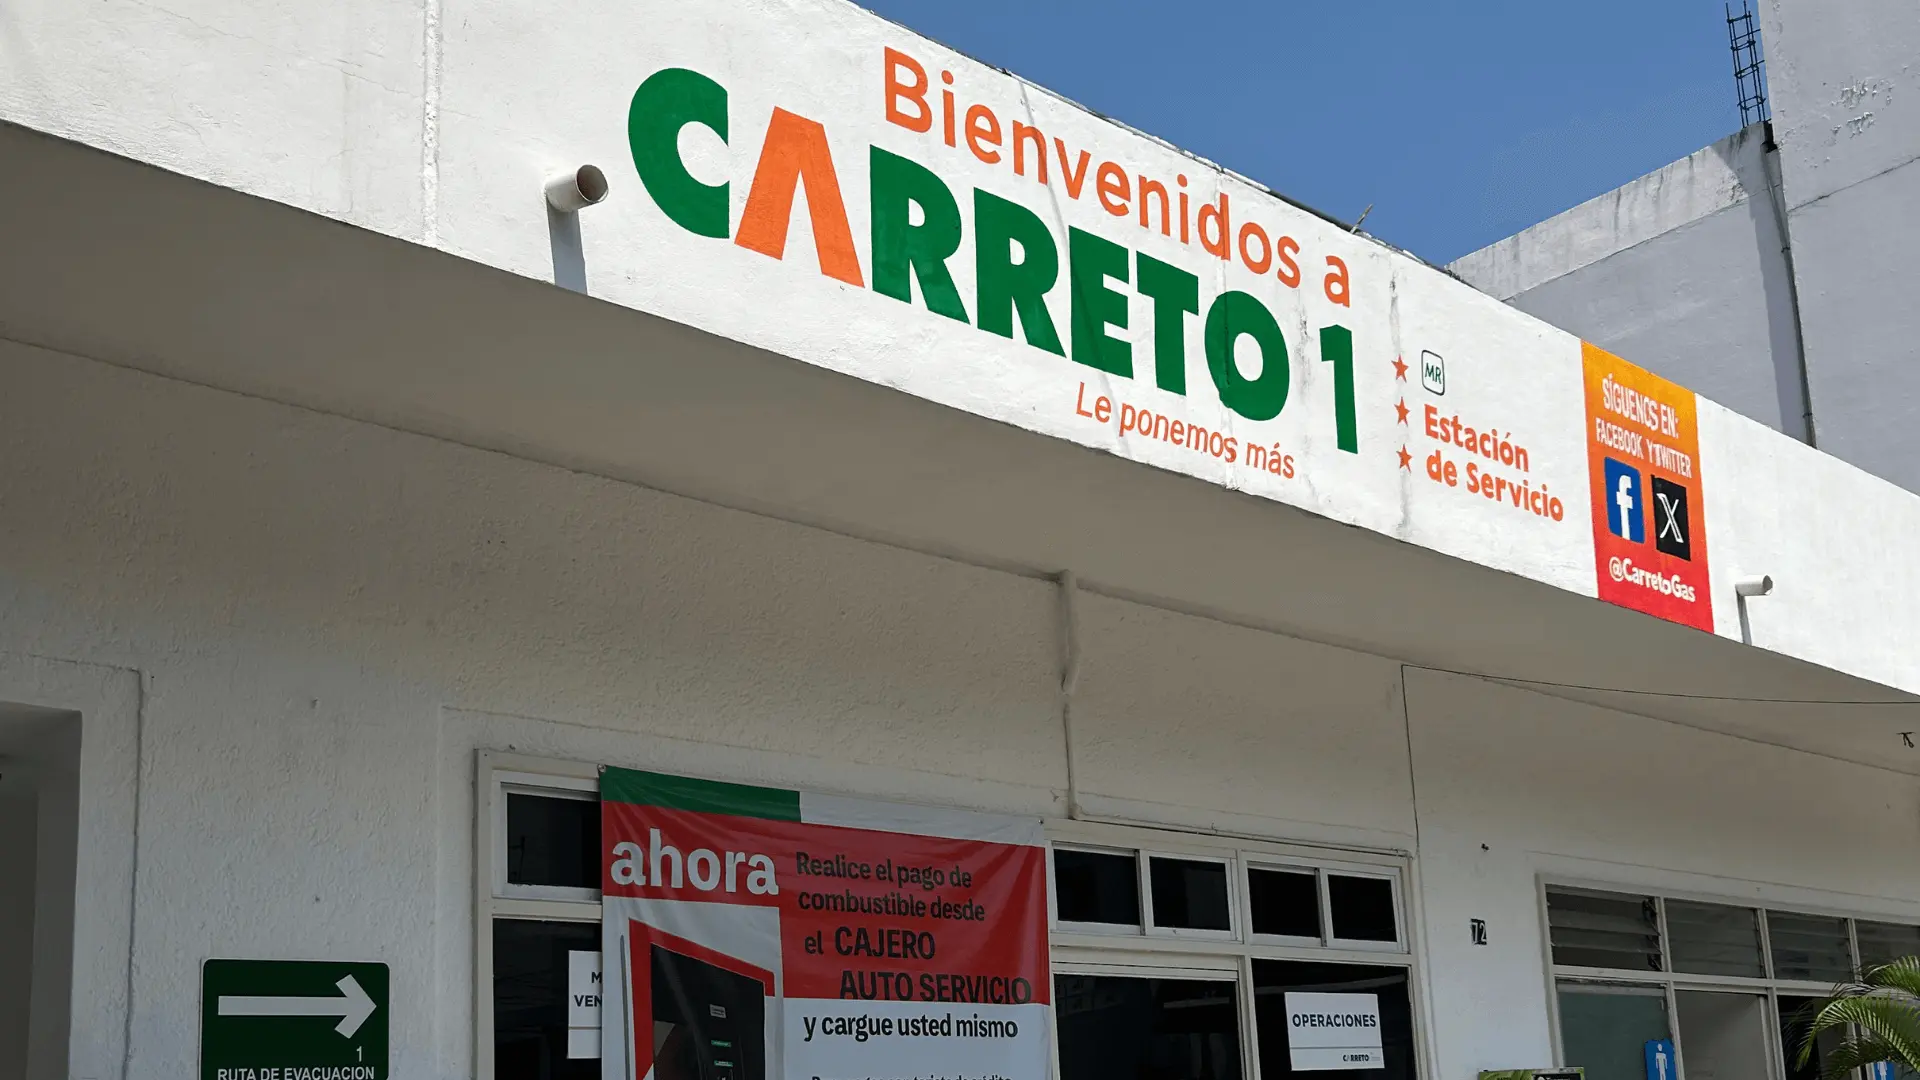 Bienvenidos a
CARRETO 1
Le ponemos más
MR
Estación
de Servicio
SÍGUENOS EN:
FACEBOOK Y TWITTER
@CarretoGas
ahora
Realice el pago de
combustible desde
el CAJERO
AUTO SERVICIO
y cargue usted mismo
72
OPERACIONES
CARRETO
1
RUTA DE EVACUACION